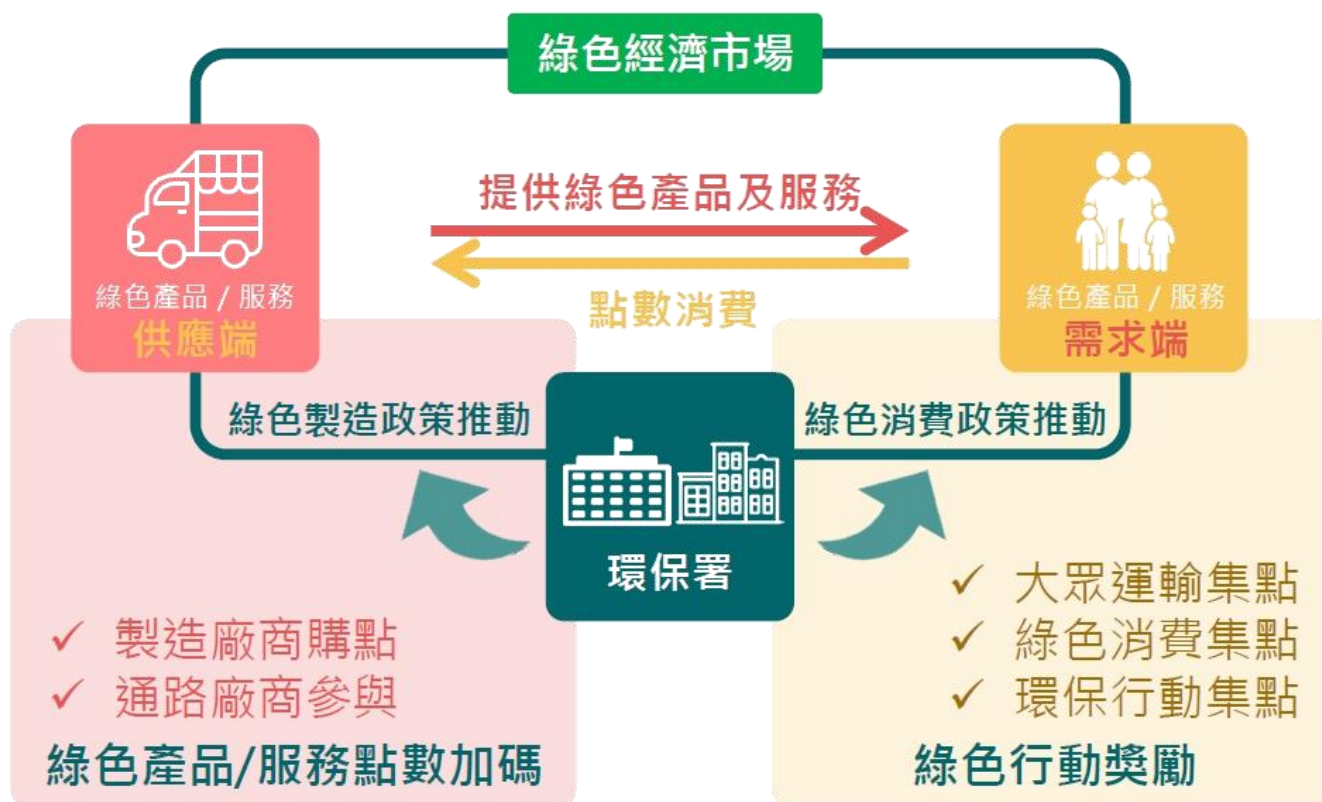 綠色經濟市場
提供綠色產品及服務
點數消費
綠色產品 / 服務
供應端
綠色產品 / 服務
需求端
綠色製造政策推動
綠色消費政策推動
環保署
✓ 製造廠商購點
✓ 通路廠商參與
綠色產品/服務點數加碼
✓ 大眾運輸集點
✓ 綠色消費集點
✓ 環保行動集點
綠色行動獎勵